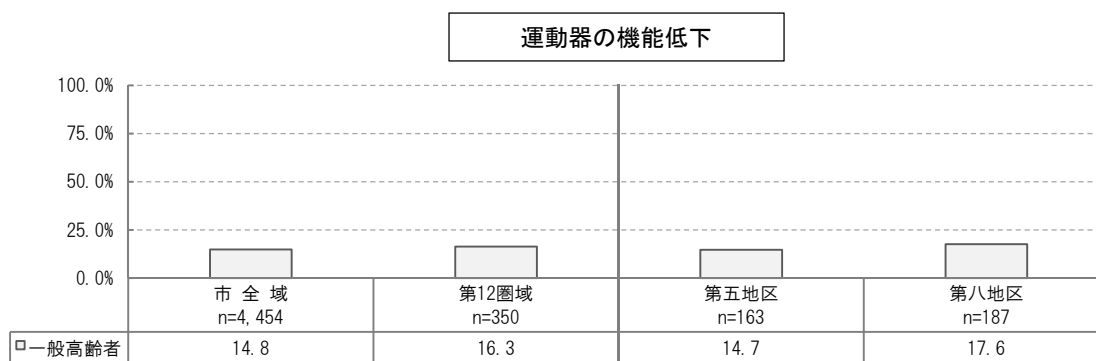 運動器の機能低下
100.0%
75.0%
50.0%
25.0%
0.0%
市 全 域 第12圏域 第五地区 第八地区
n=4,454 n=350 n=163 n=187
一般高齢者 14.8 16.3 14.7 17.6